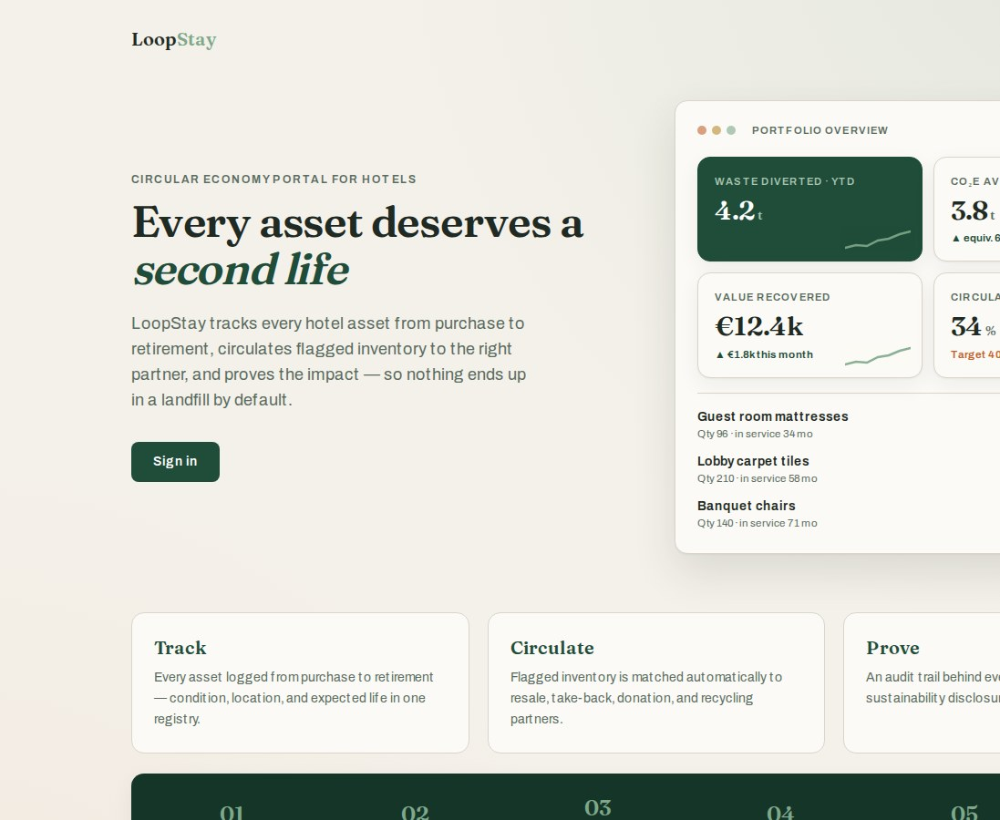 LoopStay
PORTFOLIO OVERVIEW
CIRCULAR ECONOMY PORTAL FOR HOTELS
Every asset deserves a
second life
LoopStay tracks every hotel asset from purchase to
retirement, circulates flagged inventory to the right
partner, and proves the impact — so nothing ends up
in a landfill by default.
Sign in
WASTE DIVERTED · YTD
4.2 t
CO₂E AV
3.8 t
▲ equiv. 6
VALUE RECOVERED
€12.4k
▲ €1.8k this month
CIRCULA
34 %
Target 40
Guest room mattresses
Qty 96 · in service 34 mo
Lobby carpet tiles
Qty 210 · in service 58 mo
Banquet chairs
Qty 140 · in service 71 mo
Track
Every asset logged from purchase to retirement
— condition, location, and expected life in one
registry.
Circulate
Flagged inventory is matched automatically to
resale, take-back, donation, and recycling
partners.
Prove
An audit trail behind eve
sustainability disclosur
01 02 03 04 05